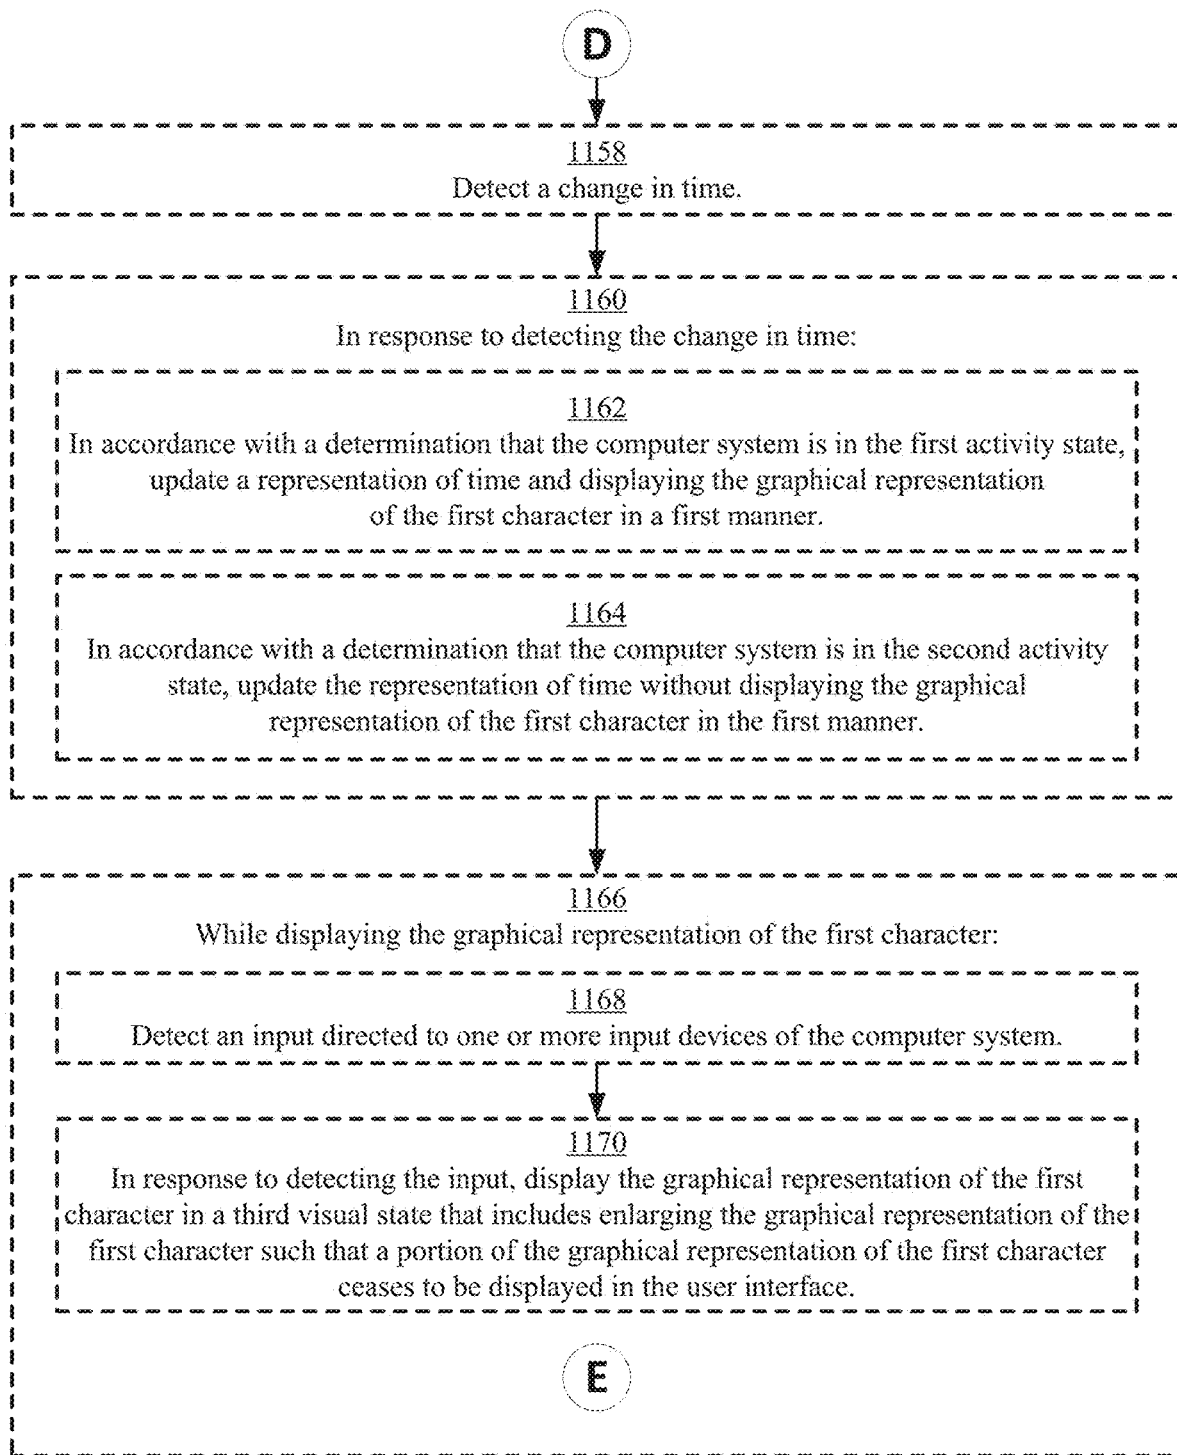 D
1158
Detect a change in time.
1160
In response to detecting the change in time:
1162
In accordance with a determination that the computer system is in the first activity state,
update a representation of time and displaying the graphical representation
of the first character in a first manner.
1164
In accordance with a determination that the computer system is in the second activity
state, update the representation of time without displaying the graphical
representation of the first character in the first manner.
1166
While displaying the graphical representation of the first character:
1168
Detect an input directed to one or more input devices of the computer system.
1170
In response to detecting the input, display the graphical representation of the first
character in a third visual state that includes enlarging the graphical representation of the
first character such that a portion of the graphical representation of the first character
ceases to be displayed in the user interface.
E